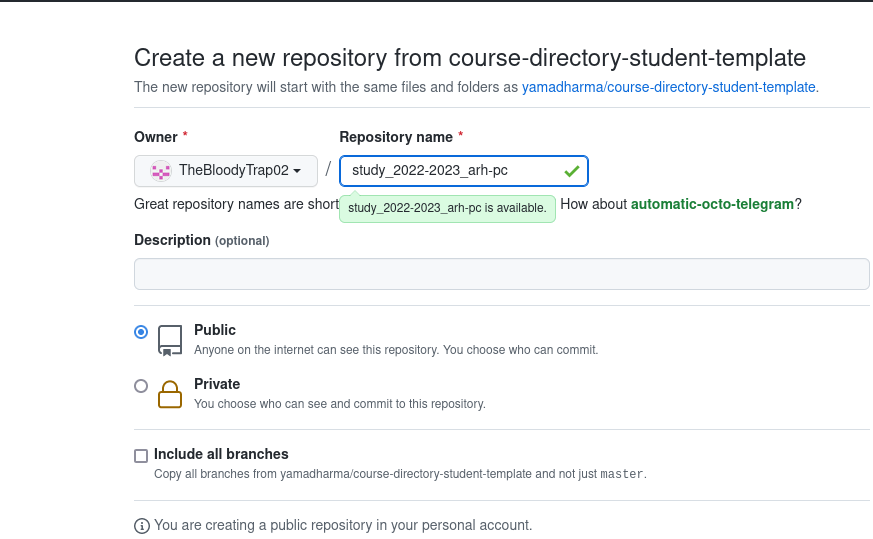 Create a new repository from course-directory-student-template
The new repository will start with the same files and folders as yamadharma/course-directory-student-template.
Owner * Repository name *
TheBloodyTrap02 / study_2022-2023_arh-pc
Great repository names are short How about automatic-octo-telegram?
study_2022-2023_arh-pc is available.
Description (optional)
Public
Anyone on the internet can see this repository. You choose who can commit.
Private
You choose who can see and commit to this repository.
Include all branches
Copy all branches from yamadharma/course-directory-student-template and not just master.
You are creating a public repository in your personal account.